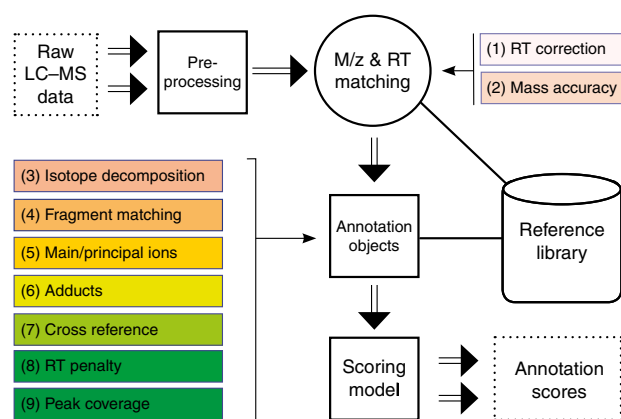 Raw
LC–MS
data
Pre-
processing
M/z & RT
matching
(1) RT correction
(2) Mass accuracy
(3) Isotope decomposition
(4) Fragment matching
(5) Main/principal ions
(6) Adducts
(7) Cross reference
(8) RT penalty
(9) Peak coverage
Annotation
objects
Reference
library
Scoring
model
Annotation
scores